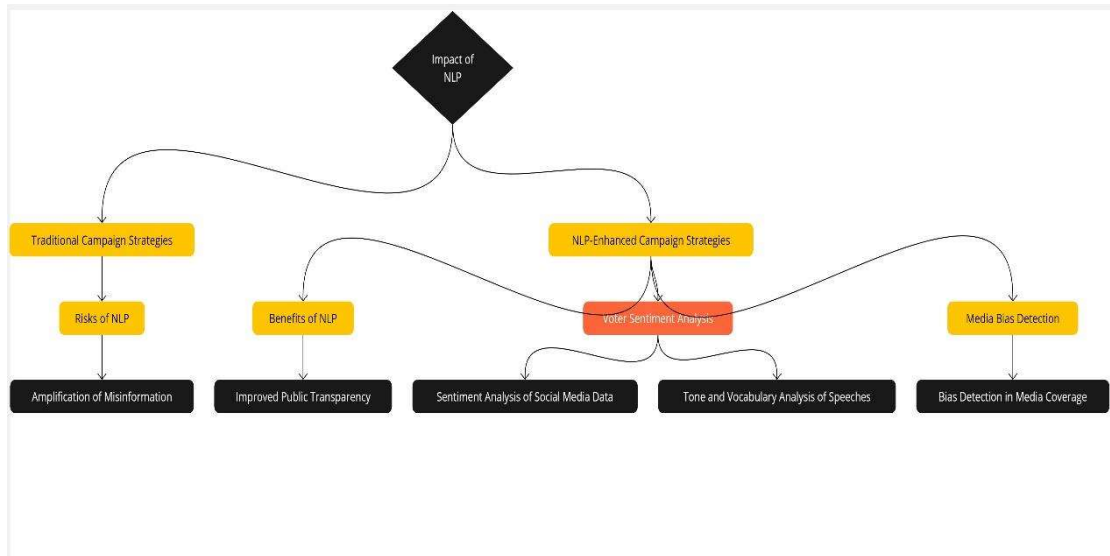 Impact of
NLP
Traditional Campaign Strategies
NLP-Enhanced Campaign Strategies
Risks of NLP
Benefits of NLP
Voter Sentiment Analysis
Media Bias Detection
Amplification of Misinformation
Improved Public Transparency
Sentiment Analysis of Social Media Data
Tone and Vocabulary Analysis of Speeches
Bias Detection in Media Coverage